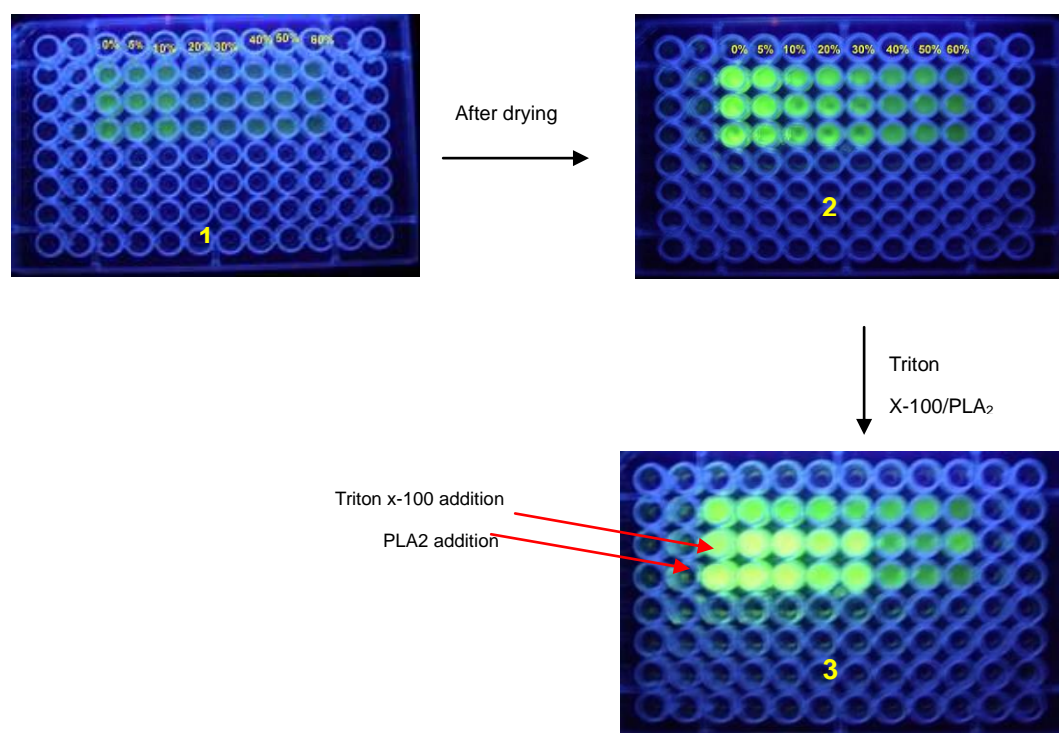 0% 5% 10% 20% 30% 40% 50% 60%
1
After drying
0% 5% 10% 20% 30% 40% 50% 60%
2
Triton
X-100/PLA₂
Triton x-100 addition
PLA2 addition
3